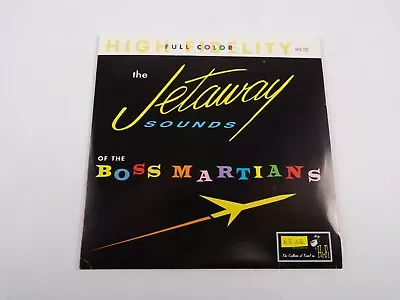 HIGH FIDELITY
FULL COLOR
the
Jetaway
SOUNDS
OF THE
BOSS MARTIANS